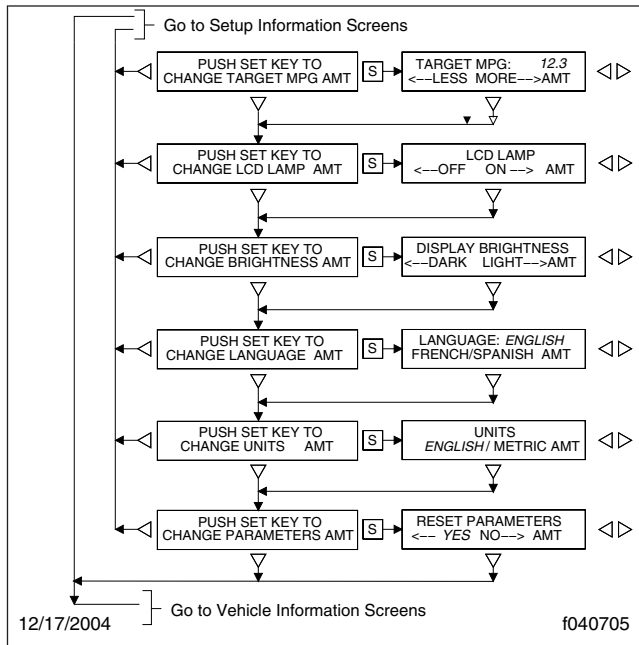 Go to Setup Information Screens
PUSH SET KEY TO
CHANGE TARGET MPG AMT
S
TARGET MPG: 12.3
<--LESS MORE-->AMT
PUSH SET KEY TO
CHANGE LCD LAMP AMT
S
LCD LAMP
<--OFF ON--> AMT
PUSH SET KEY TO
CHANGE BRIGHTNESS AMT
S
DISPLAY BRIGHTNESS
<--DARK LIGHT-->AMT
PUSH SET KEY TO
CHANGE LANGUAGE AMT
S
LANGUAGE: ENGLISH
FRENCH/SPANISH AMT
PUSH SET KEY TO
CHANGE UNITS AMT
S
UNITS
ENGLISH/ METRIC AMT
PUSH SET KEY TO
CHANGE PARAMETERS AMT
S
RESET PARAMETERS
<-- YES NO--> AMT
Go to Vehicle Information Screens
12/17/2004
f040705